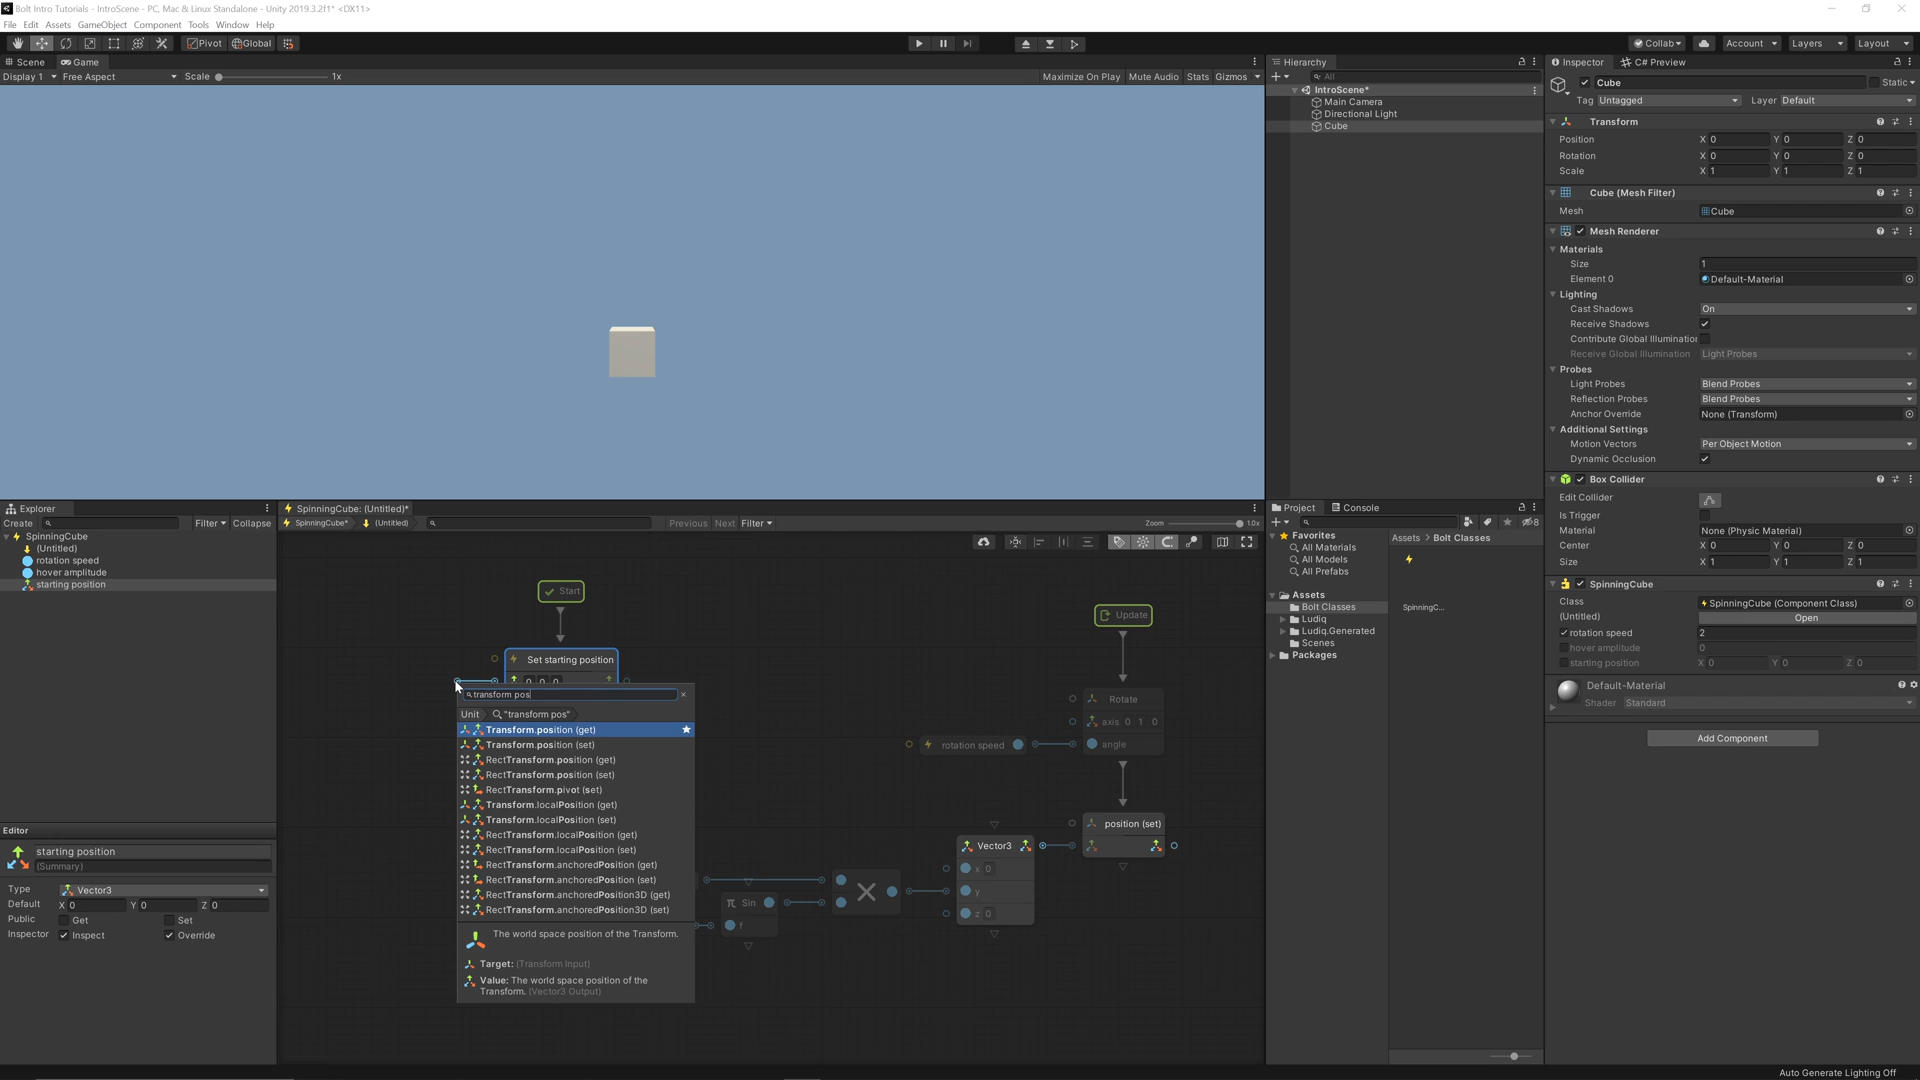 Bolt Intro Tutorials - IntroScene - PC, Mac & Linux Standalone - Unity 2019.3.2f1* <DX11>
File Edit Assets GameObject Component Tools Window Help
Pivot Global Collab Account Layers Layout
Scene Game
Display 1 Free Aspect Scale 1x Maximize On Play Mute Audio Stats Gizmos
Hierarchy
All
IntroScene*
Main Camera
Directional Light
Cube
Inspector C# Preview
Cube Static
Tag Untagged Layer Default
Transform
Position X 0 Y 0 Z 0
Rotation X 0 Y 0 Z 0
Scale X 1 Y 1 Z 1
Cube (Mesh Filter)
Mesh Cube
Mesh Renderer
Materials
Size 1
Element 0 Default-Material
Lighting
Cast Shadows On
Receive Shadows
Contribute Global Illumination
Receive Global Illumination Light Probes
Probes
Light Probes Blend Probes
Reflection Probes Blend Probes
Anchor Override None (Transform)
Additional Settings
Motion Vectors Per Object Motion
Dynamic Occlusion
Box Collider
Edit Collider
Is Trigger
Material None (Physic Material)
Center X 0 Y 0 Z 0
Size X 1 Y 1 Z 1
SpinningCube
Class SpinningCube (Component Class)
(Untitled) Open
rotation speed 2
hover amplitude 0
starting position X 0 Y 0 Z 0
Default-Material
Shader Standard
Add Component
Explorer
Create Filter Collapse
SpinningCube
(Untitled)
rotation speed
hover amplitude
starting position
Editor
starting position
(Summary)
Type Vector3
Default X 0 Y 0 Z 0
Public Get Set
Inspector Inspect Override
SpinningCube: (Untitled)*
SpinningCube* (Untitled) Previous Next Filter Zoom 1.0x
Start
Set starting position
0 0 0
transform pos
Unit "transform pos"
Transform.position (get)
Transform.position (set)
RectTransform.position (get)
RectTransform.position (set)
RectTransform.pivot (set)
Transform.localPosition (get)
Transform.localPosition (set)
RectTransform.localPosition (get)
RectTransform.localPosition (set)
RectTransform.anchoredPosition (get)
RectTransform.anchoredPosition (set)
RectTransform.anchoredPosition3D (get)
RectTransform.anchoredPosition3D (set)
The world space position of the Transform.
Target: (Transform Input)
Value: The world space position of the
Transform. (Vector3 Output)
Update
Rotate
axis 0 1 0
rotation speed angle
position (set)
Vector3
x 0
y
z 0
π Sin
f
Project Console
8
Favorites
All Materials
All Models
All Prefabs
Assets
Bolt Classes
Ludiq
Ludiq.Generated
Scenes
Packages
Assets > Bolt Classes
SpinningC...
Auto Generate Lighting Off